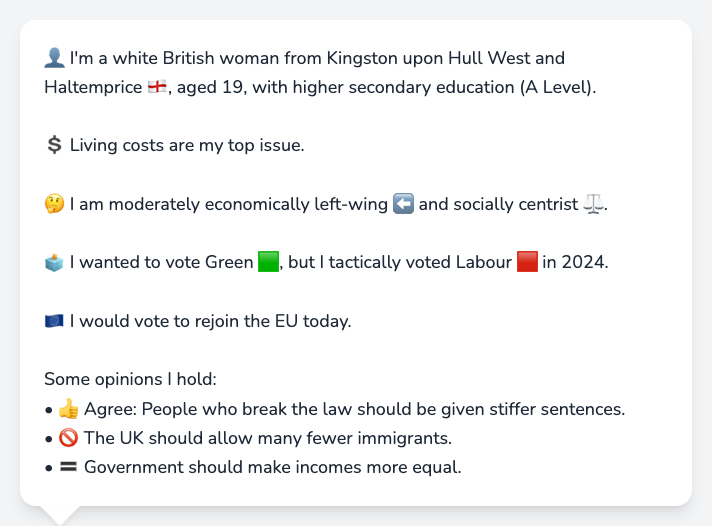 👤 I'm a white British woman from Kingston upon Hull West and
Haltemprice 🏴󠁧󠁢󠁥󠁮󠁧󠁿, aged 19, with higher secondary education (A Level).
💲 Living costs are my top issue.
🤔 I am moderately economically left-wing ⬅️ and socially centrist ⚖️.
🗳️ I wanted to vote Green 🟩, but I tactically voted Labour 🟥 in 2024.
🇪🇺 I would vote to rejoin the EU today.
Some opinions I hold:
• 👍 Agree: People who break the law should be given stiffer sentences.
• 🚫 The UK should allow many fewer immigrants.
• 🟰 Government should make incomes more equal.